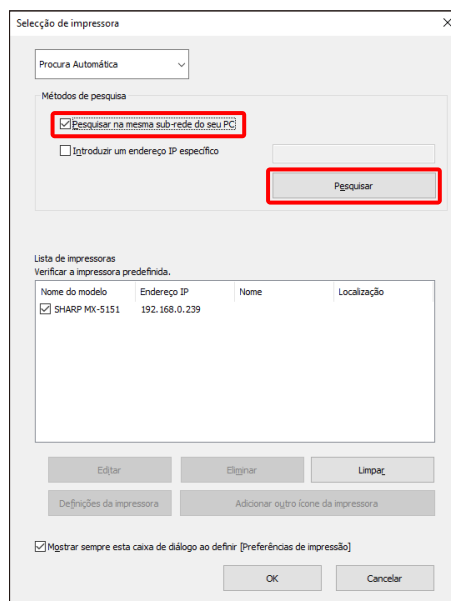 Selecção de impressora
Procura Automática
Métodos de pesquisa
Pesquisar na mesma sub-rede do seu PC
Introduzir um endereço IP específico
Pesquisar
Lista de impressoras
Verificar a impressora predefinida.
Nome do modelo Endereço IP Nome Localização
SHARP MX-5151 192.168.0.239
Editar Eliminar Limpar
Definições da impressora Adicionar outro ícone da impressora
Mostrar sempre esta caixa de diálogo ao definir [Preferências de impressão]
OK Cancelar